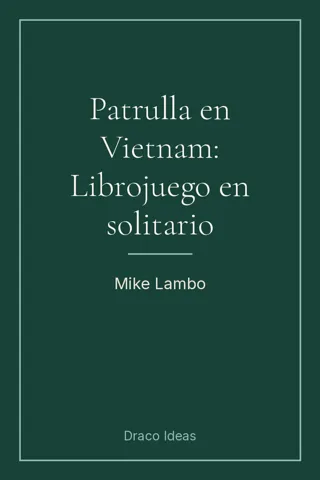 Patrulla en
Vietnam:
Librojuego en
solitario
Mike Lambo
Draco Ideas